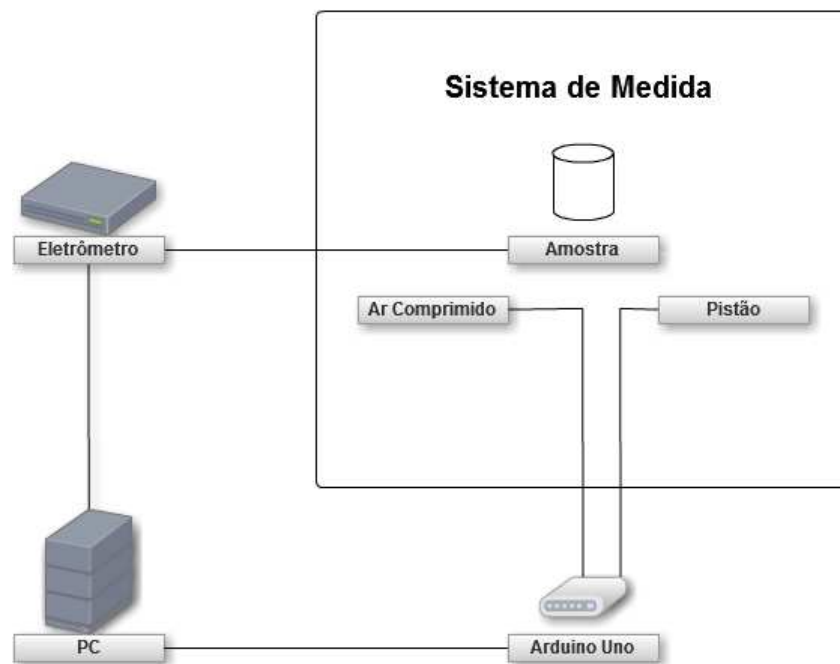 Sistema de Medida
Eletrômetro
Amostra
Ar Comprimido
Pistão
PC
Arduino Uno